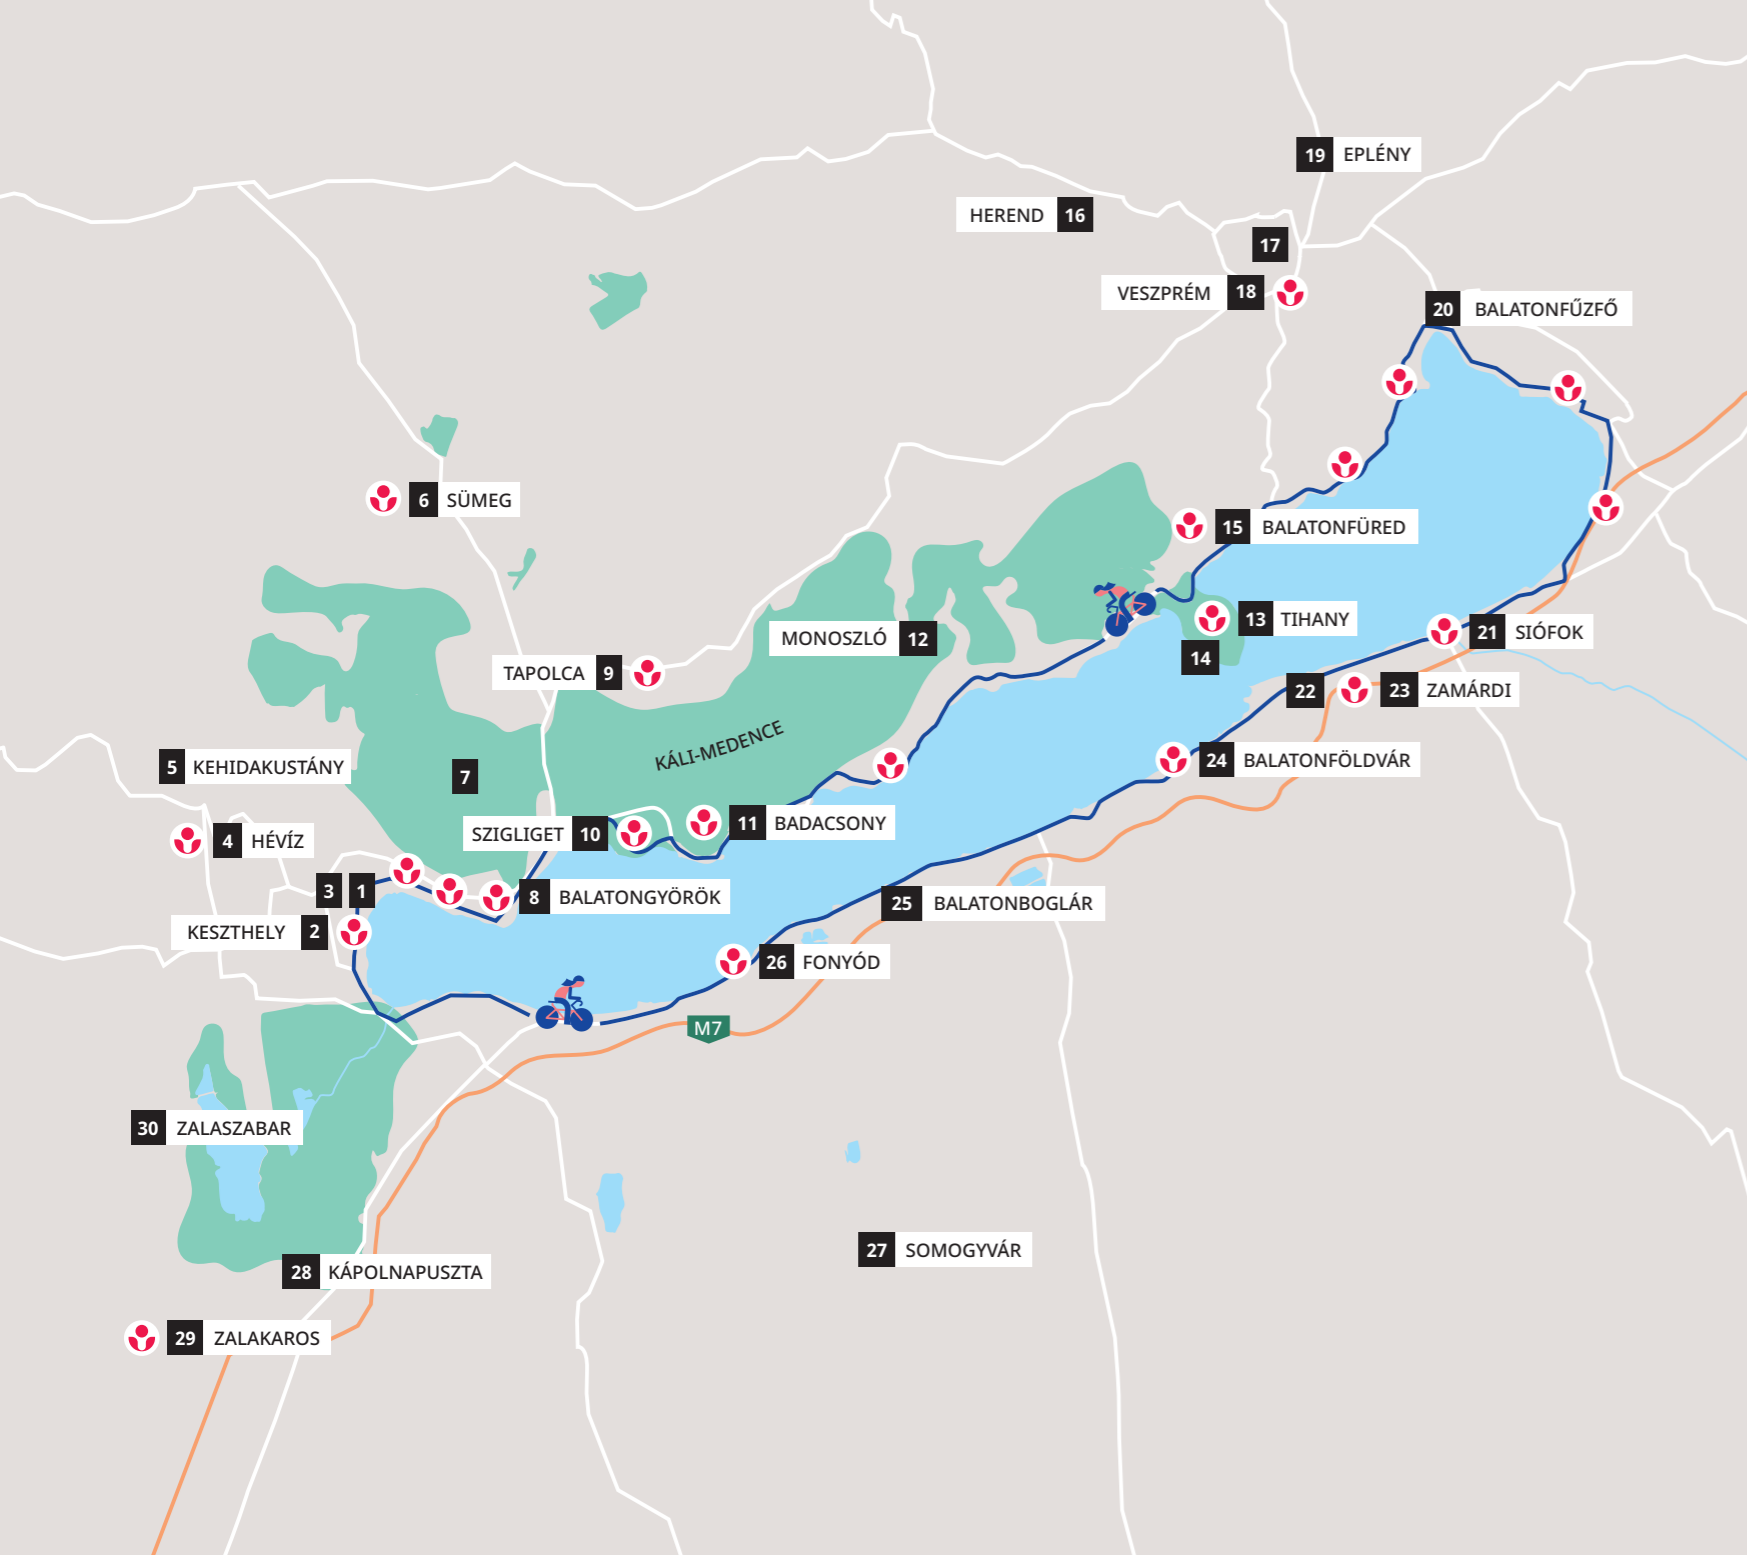 19 EPLÉNY
HEREND 16
17
VESZPRÉM 18
20 BALATONFŰZFŐ
6 SÜMEG
15 BALATONFÜRED
13 TIHANY
MONOSZLÓ 12
21 SIÓFOK
14
TAPOLCA 9
22
23 ZAMÁRDI
KÁLI-MEDENCE
24 BALATONFÖLDVÁR
5 KEHIDAKUSTÁNY
7
11 BADACSONY
SZIGLIGET 10
4 HÉVÍZ
3 1
8 BALATONGYÖRÖK
25 BALATONBOGLÁR
KESZTHELY 2
26 FONYÓD
M7
30 ZALASZABAR
27 SOMOGYVÁR
28 KÁPOLNAPUSZTA
29 ZALAKAROS